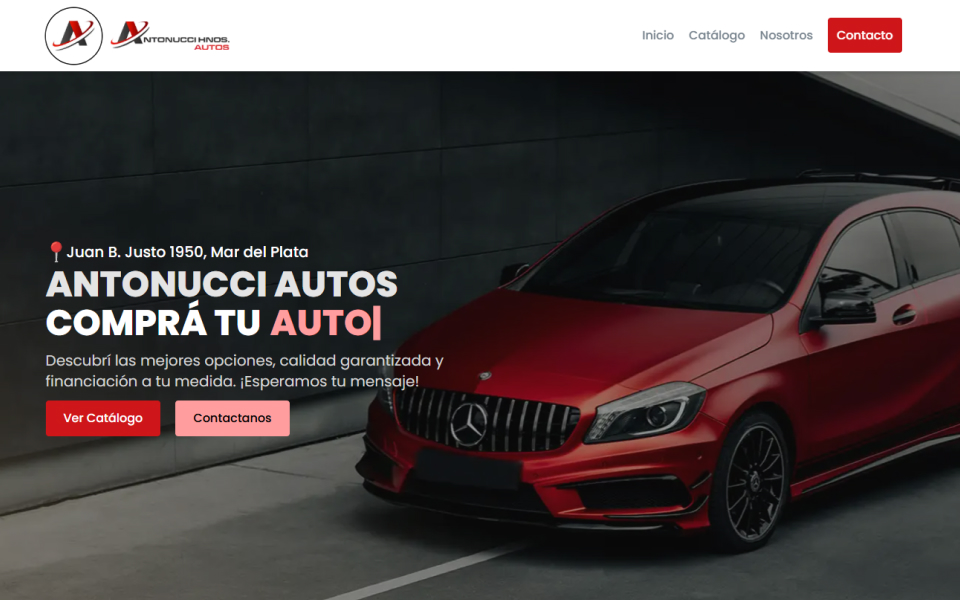 ANTONUCCI HNOS.
AUTOS
Inicio
Catálogo
Nosotros
Contacto
Juan B. Justo 1950, Mar del Plata
ANTONUCCI AUTOS
COMPRÁ TU AUTO|
Descubrí las mejores opciones, calidad garantizada y
financiación a tu medida. ¡Esperamos tu mensaje!
Ver Catálogo
Contactanos